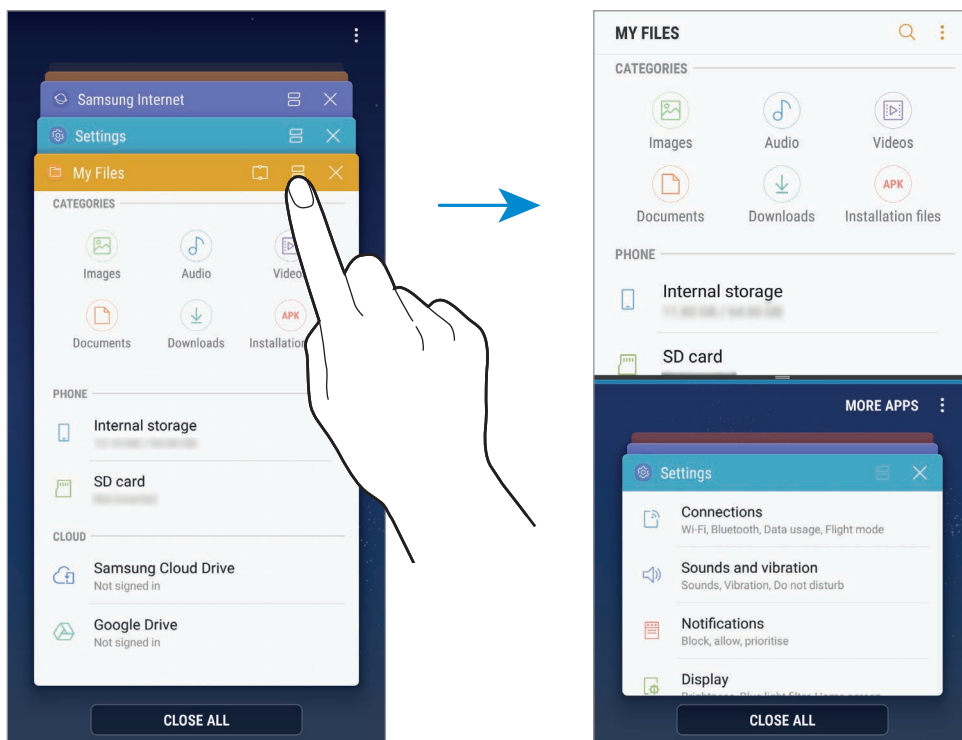 Samsung Internet
Settings
My Files
CATEGORIES
Images Audio
Documents Downloads
APK
PHONE
Internal storage
SD card
CLOUD
Samsung Cloud Drive
Not signed in
Google Drive
Not signed in
CLOSE ALL
MY FILES
CATEGORIES
Images Audio Videos
APK
Documents Downloads Installation files
PHONE
Internal storage
SD card
MORE APPS
Settings
Connections
Wi-Fi, Bluetooth, Data usage, Flight mode
Sounds and vibration
Sounds, Vibration, Do not disturb
Notifications
Block, allow, prioritise
Display
CLOSE ALL